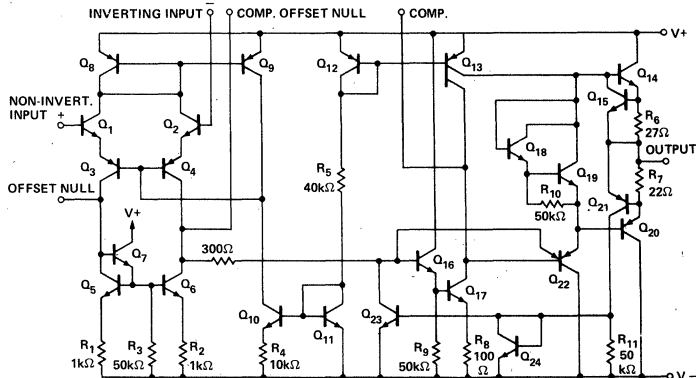 INVERTING INPUT −
COMP. OFFSET NULL
COMP.
V+
Q8
Q9
Q12
Q13
Q14
Q15
NON-INVERT.
INPUT +
Q1
Q2
R6
27Ω
OUTPUT
Q3
Q4
R5
40kΩ
Q18
Q19
R7
22Ω
OFFSET NULL
R10
50kΩ
Q21
Q20
V+
Q7
300Ω
Q16
Q22
Q5
Q6
Q17
Q10
Q11
Q23
R1
1kΩ
R3
50kΩ
R2
1kΩ
R4
10kΩ
R9
50kΩ
R8
100
Ω
Q24
R11
50
kΩ
V−